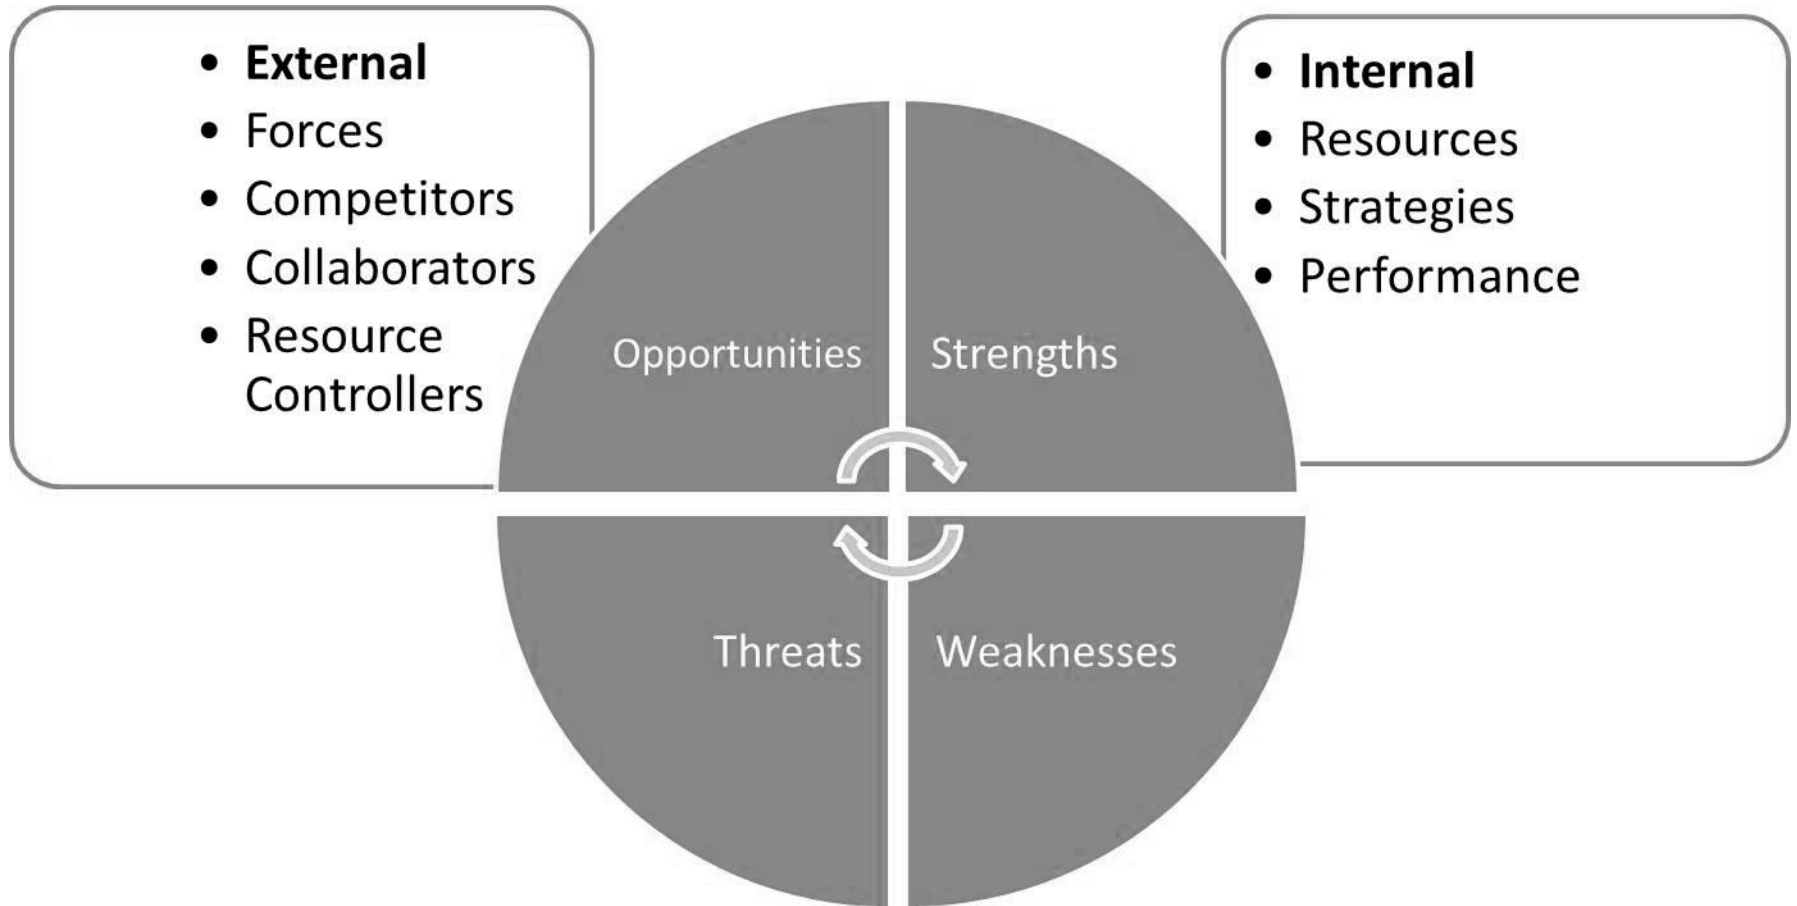 • External
• Forces
• Competitors
• Collaborators
• Resource
Controllers
• Internal
• Resources
• Strategies
• Performance
Opportunities
Strengths
Threats
Weaknesses